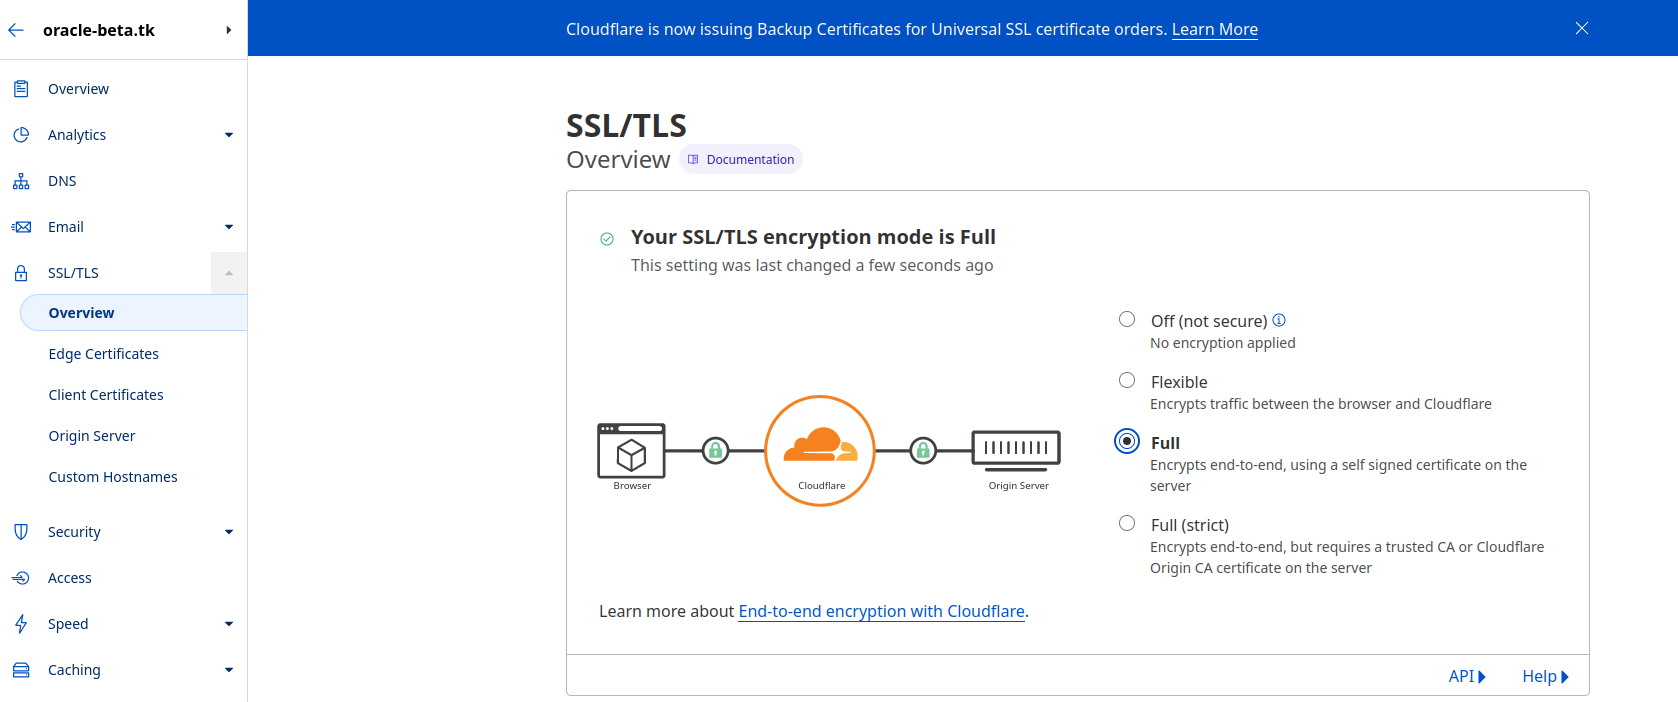 oracle-beta.tk
Cloudflare is now issuing Backup Certificates for Universal SSL certificate orders. Learn More
Overview
Analytics
DNS
Email
SSL/TLS
Overview
Edge Certificates
Client Certificates
Origin Server
Custom Hostnames
Security
Access
Speed
Caching
SSL/TLS
Overview
Documentation
Your SSL/TLS encryption mode is Full
This setting was last changed a few seconds ago
Browser
Cloudflare
Origin Server
Off (not secure)
No encryption applied
Flexible
Encrypts traffic between the browser and Cloudflare
Full
Encrypts end-to-end, using a self signed certificate on the
server
Full (strict)
Encrypts end-to-end, but requires a trusted CA or Cloudflare
Origin CA certificate on the server
Learn more about End-to-end encryption with Cloudflare.
API
Help